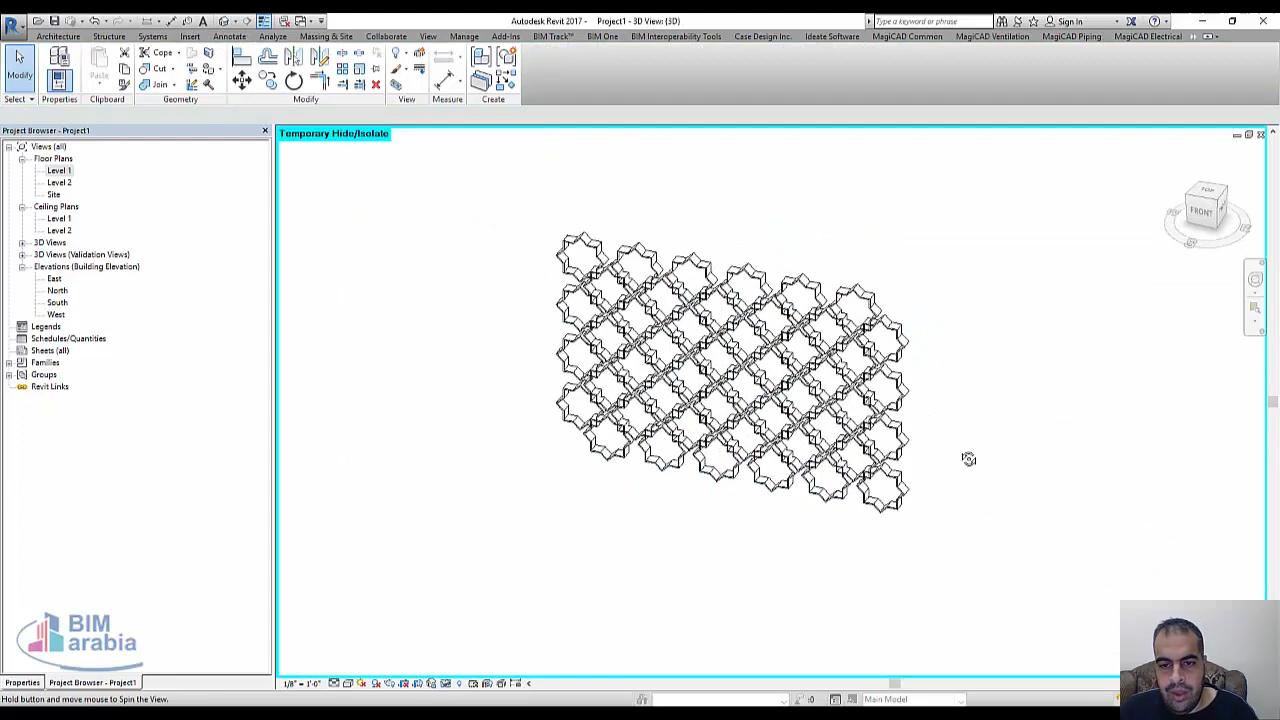 Autodesk Revit 2017 - Project1 - 3D View: {3D}
Type a keyword or phrase
Sign In
Architecture Structure Systems Insert Annotate Analyze Massing & Site Collaborate View Manage Add-Ins BIM Track™ BIM One BIM Interoperability Tools Case Design Inc. Ideate Software MagiCAD Common MagiCAD Ventilation MagiCAD Piping MagiCAD Electrical
Modify
Paste
Cope
Cut
Join
Select Properties Clipboard Geometry Modify View Measure Create
Project Browser - Project1
Temporary Hide/Isolate
Views (all)
Floor Plans
Level 1
Level 2
Site
Ceiling Plans
Level 1
Level 2
3D Views
3D Views (Validation Views)
Elevations (Building Elevation)
East
North
South
West
Legends
Schedules/Quantities
Sheets (all)
Families
Groups
Revit Links
TOP
FRONT
BIM
arabia
Properties Project Browser - Project1
1/8" = 1'-0"
Hold button and move mouse to Spin the View.
:0
Main Model